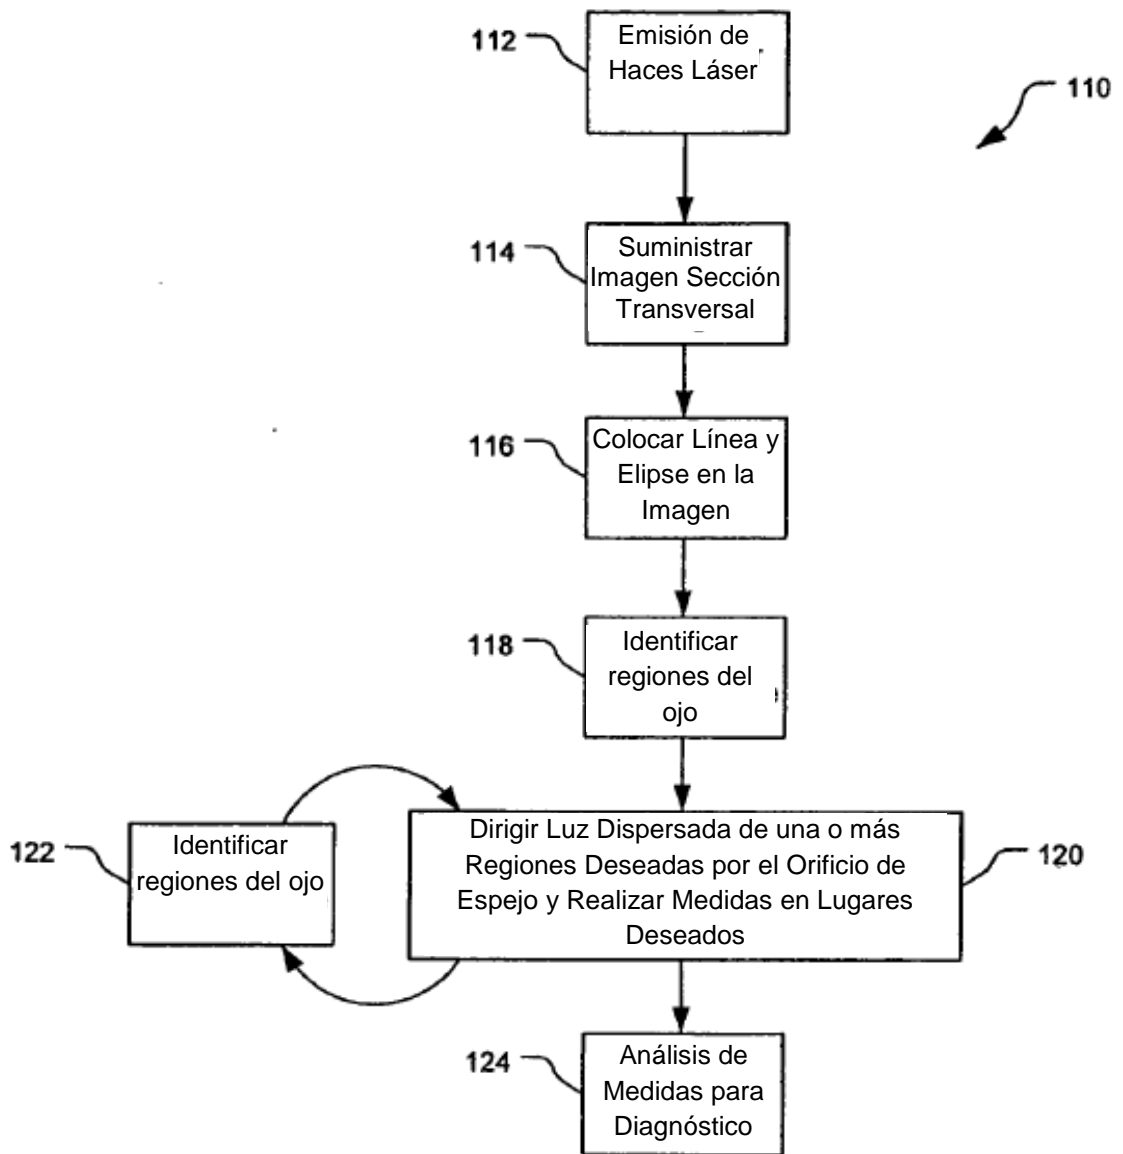 112
Emisión de
Haces Láser
110
114
Suministrar
Imagen Sección
Transversal
116
Colocar Línea y
Elipse en la
Imagen
118
Identificar
regiones del
ojo
122
Identificar
regiones del ojo
Dirigir Luz Dispersada de una o más
Regiones Deseadas por el Orificio de
Espejo y Realizar Medidas en Lugares
Deseados
120
124
Análisis de
Medidas para
Diagnóstico